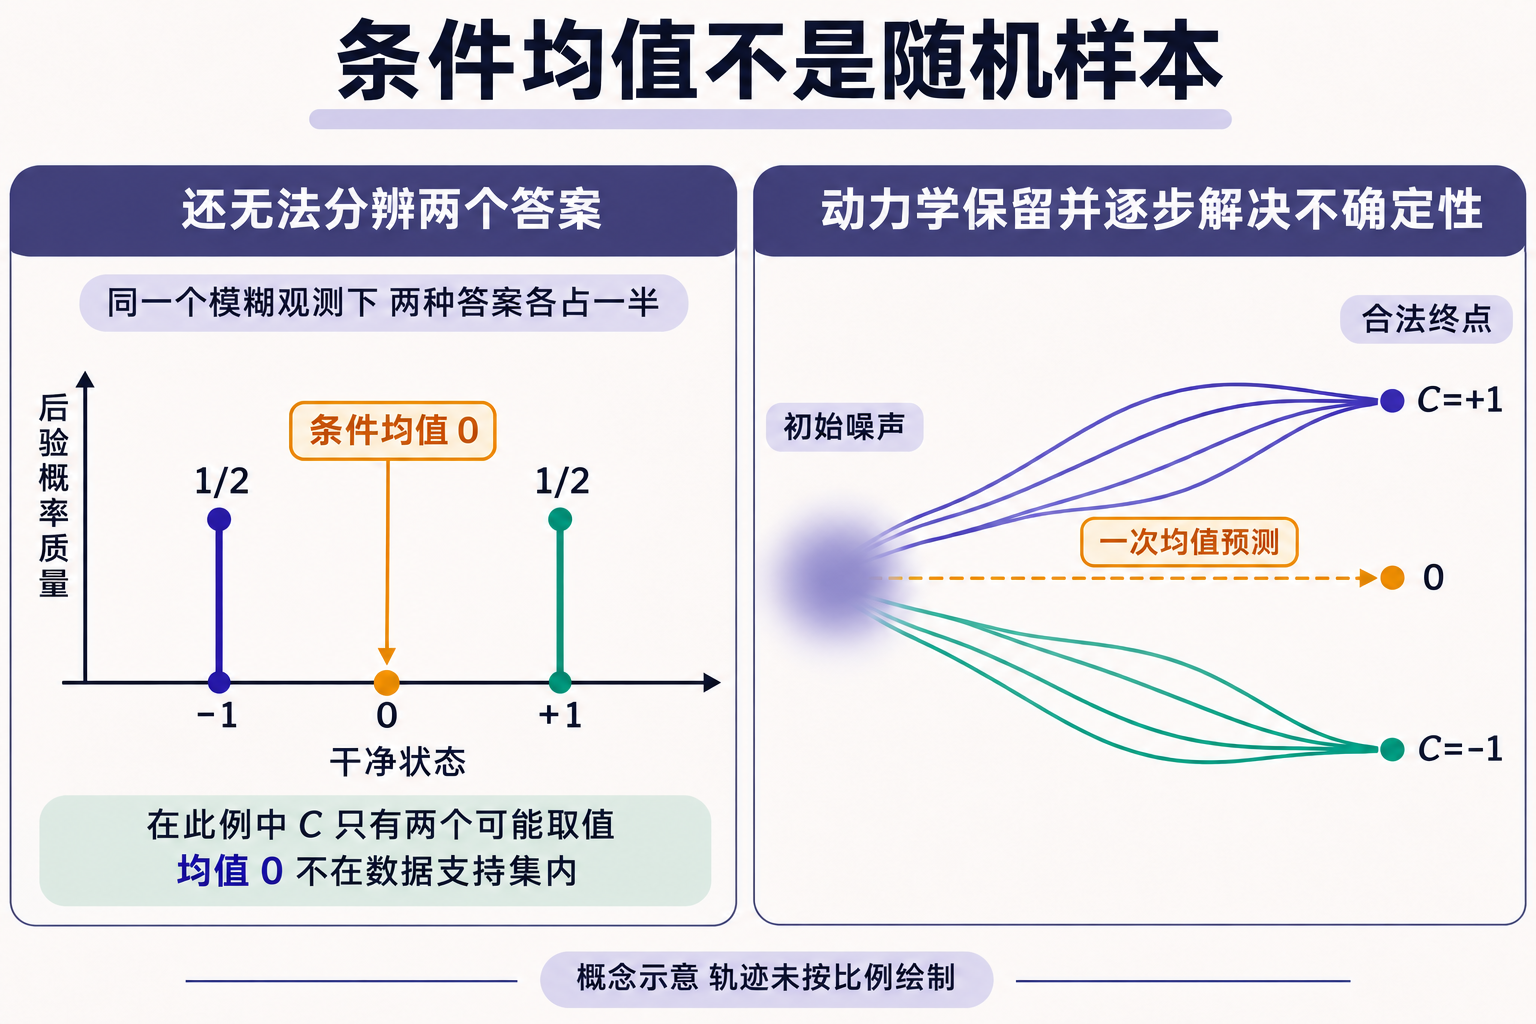 条件均值不是随机样本
还无法分辨两个答案
同一个模糊观测下 两种答案各占一半
后验概率质量
条件均值 0
1/2
1/2
-1
0
+1
干净状态
在此例中 C 只有两个可能取值
均值 0 不在数据支持集内
动力学保留并逐步解决不确定性
合法终点
初始噪声
C=+1
一次均值预测
0
C=-1
概念示意 轨迹未按比例绘制